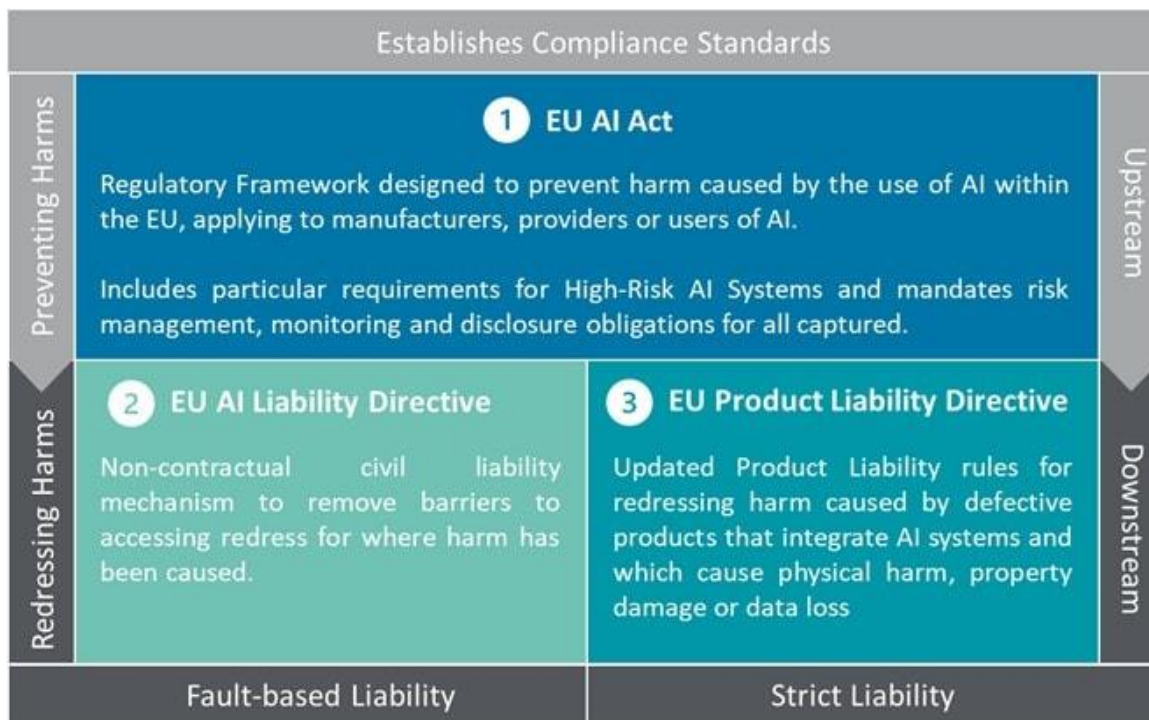 Establishes Compliance Standards
Preventing Harms
1 EU AI Act
Regulatory Framework designed to prevent harm caused by the use of AI within
the EU, applying to manufacturers, providers or users of AI.
Includes particular requirements for High-Risk AI Systems and mandates risk
management, monitoring and disclosure obligations for all captured.
Upstream
Redressing Harms
2 EU AI Liability Directive
Non-contractual civil liability
mechanism to remove barriers to
accessing redress for where harm has
been caused.
3 EU Product Liability Directive
Updated Product Liability rules for
redressing harm caused by defective
products that integrate AI systems and
which cause physical harm, property
damage or data loss
Downstream
Fault-based Liability
Strict Liability